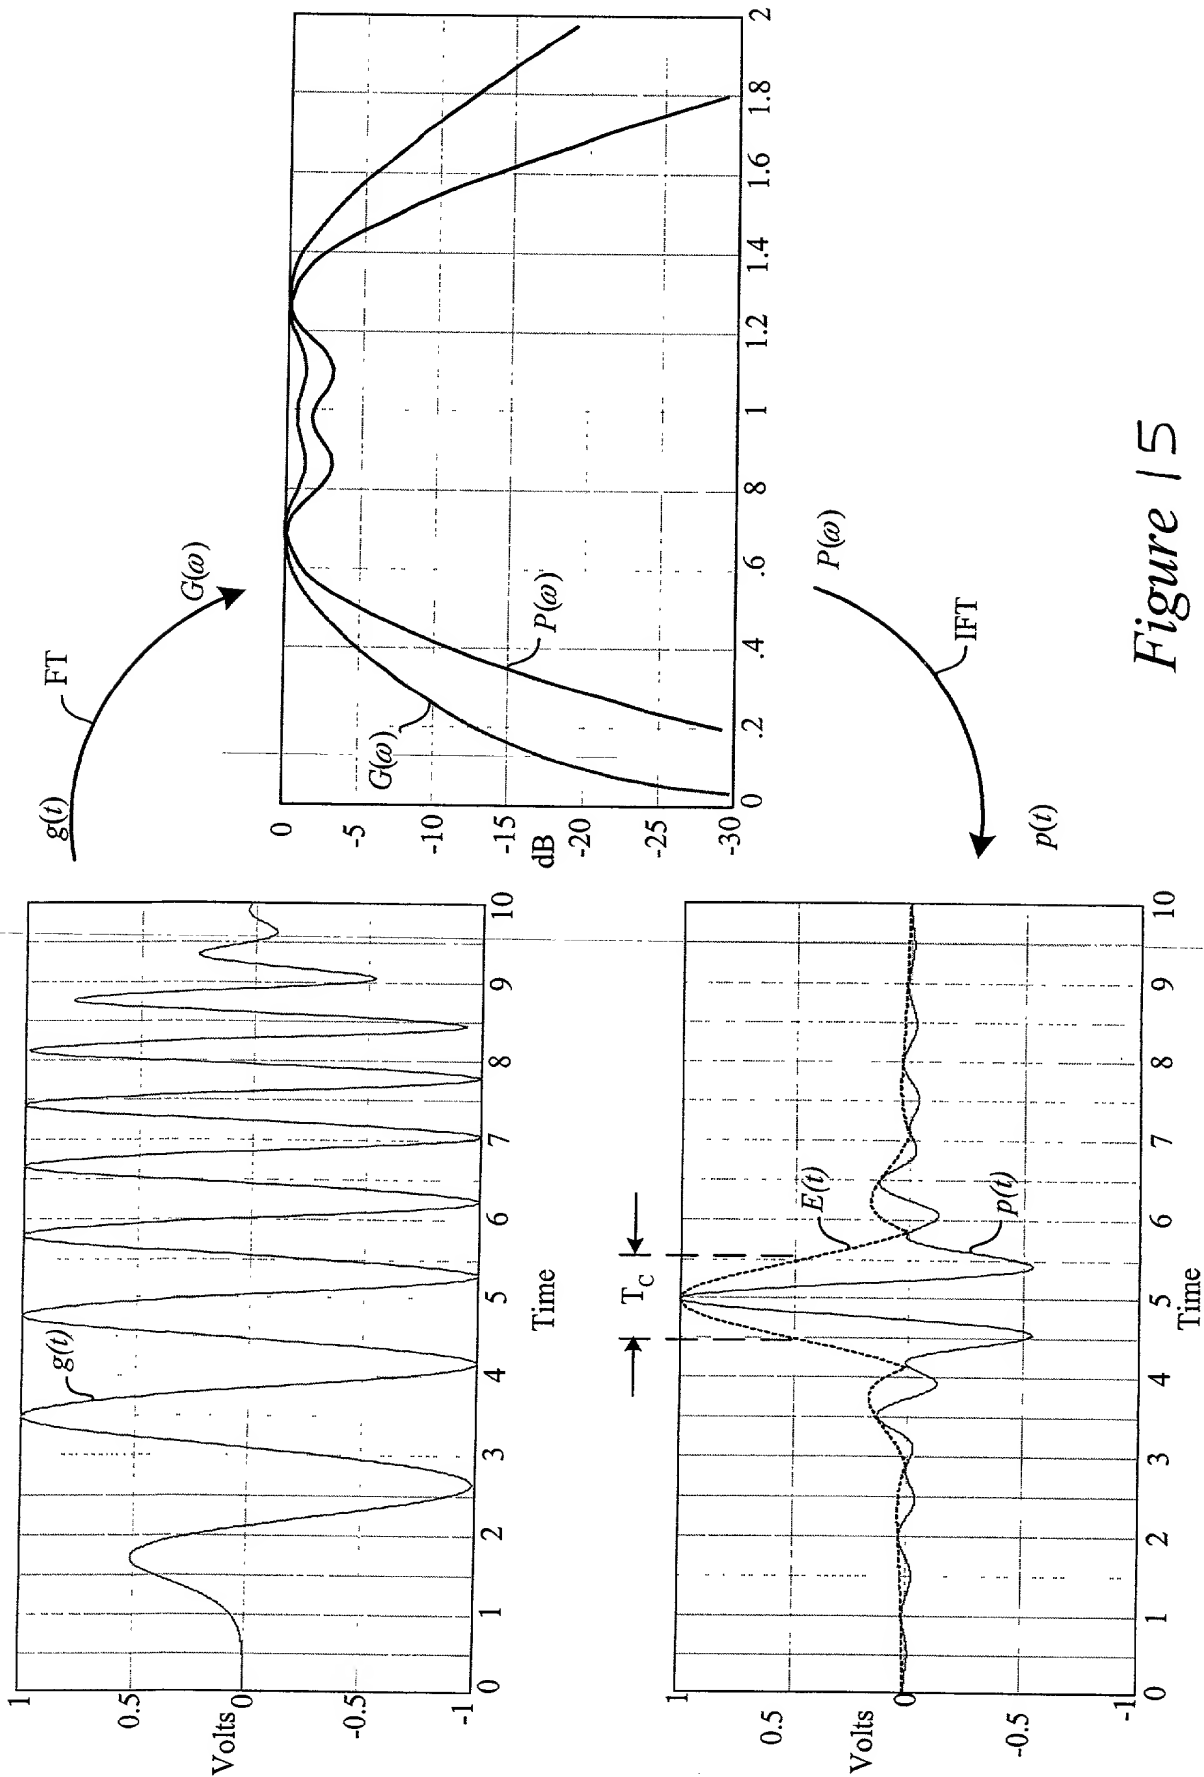 g(t)
FT
G(ω)
1
0.5
Volts 0
-0.5
-1
g(t)
0 1 2 3 4 5 6 7 8 9 10
Time
0
-5
-10
dB
-15
-20
-25
-30
G(ω)
P(ω)
0 .2 .4 .6 .8 1 1.2 1.4 1.6 1.8 2
1
0.5
Volts 0
-0.5
-1
T_C
E(t)
p(t)
0 1 2 3 4 5 6 7 8 9 10
Time
P(ω)
IFT
p(t)
Figure 15